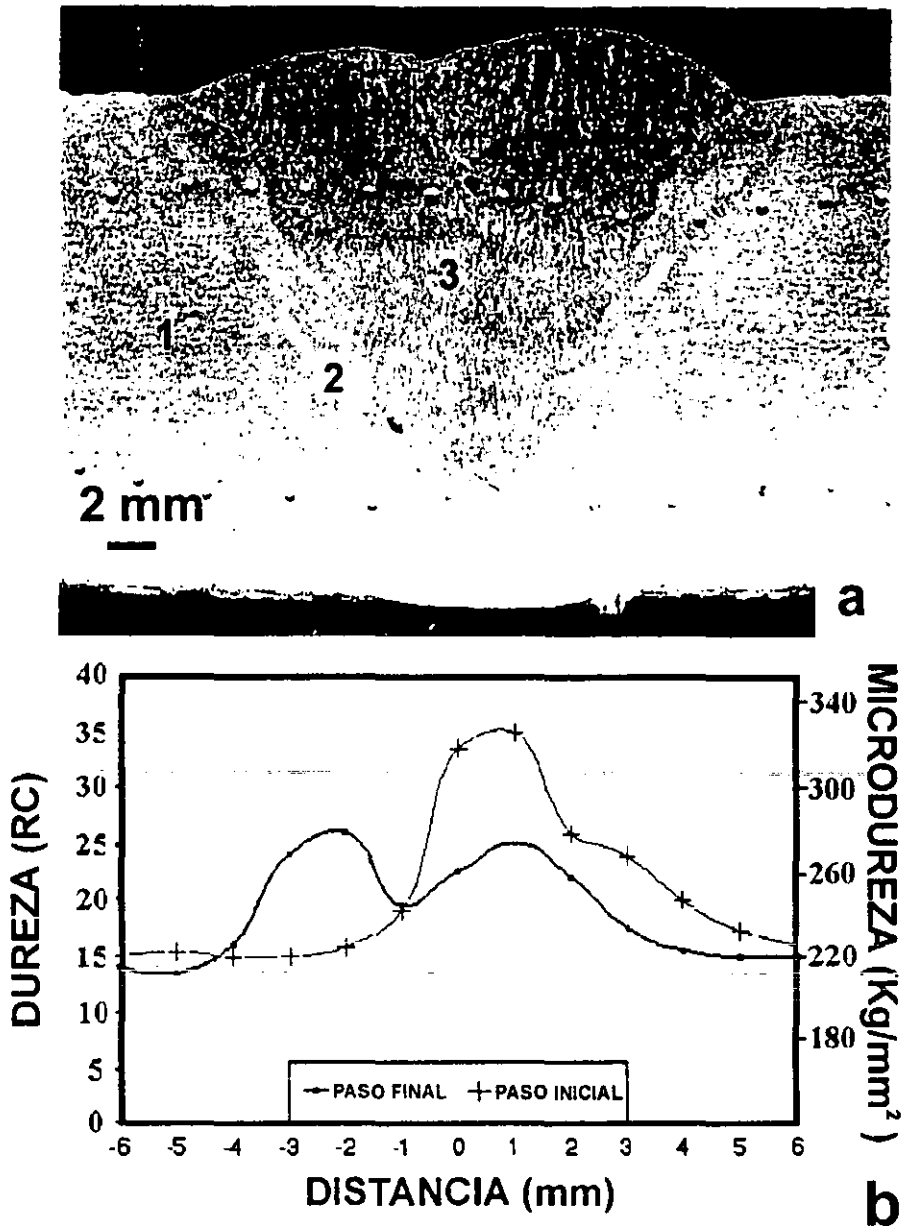 1
2
3
2 mm
a
DUREZA (RC)
40
35
30
25
20
15
10
5
0
MICRODUREZA (Kg/mm²)
340
300
260
220
180
PASO FINAL
PASO INICIAL
-6 -5 -4 -3 -2 -1 0 1 2 3 4 5 6
DISTANCIA (mm)
b